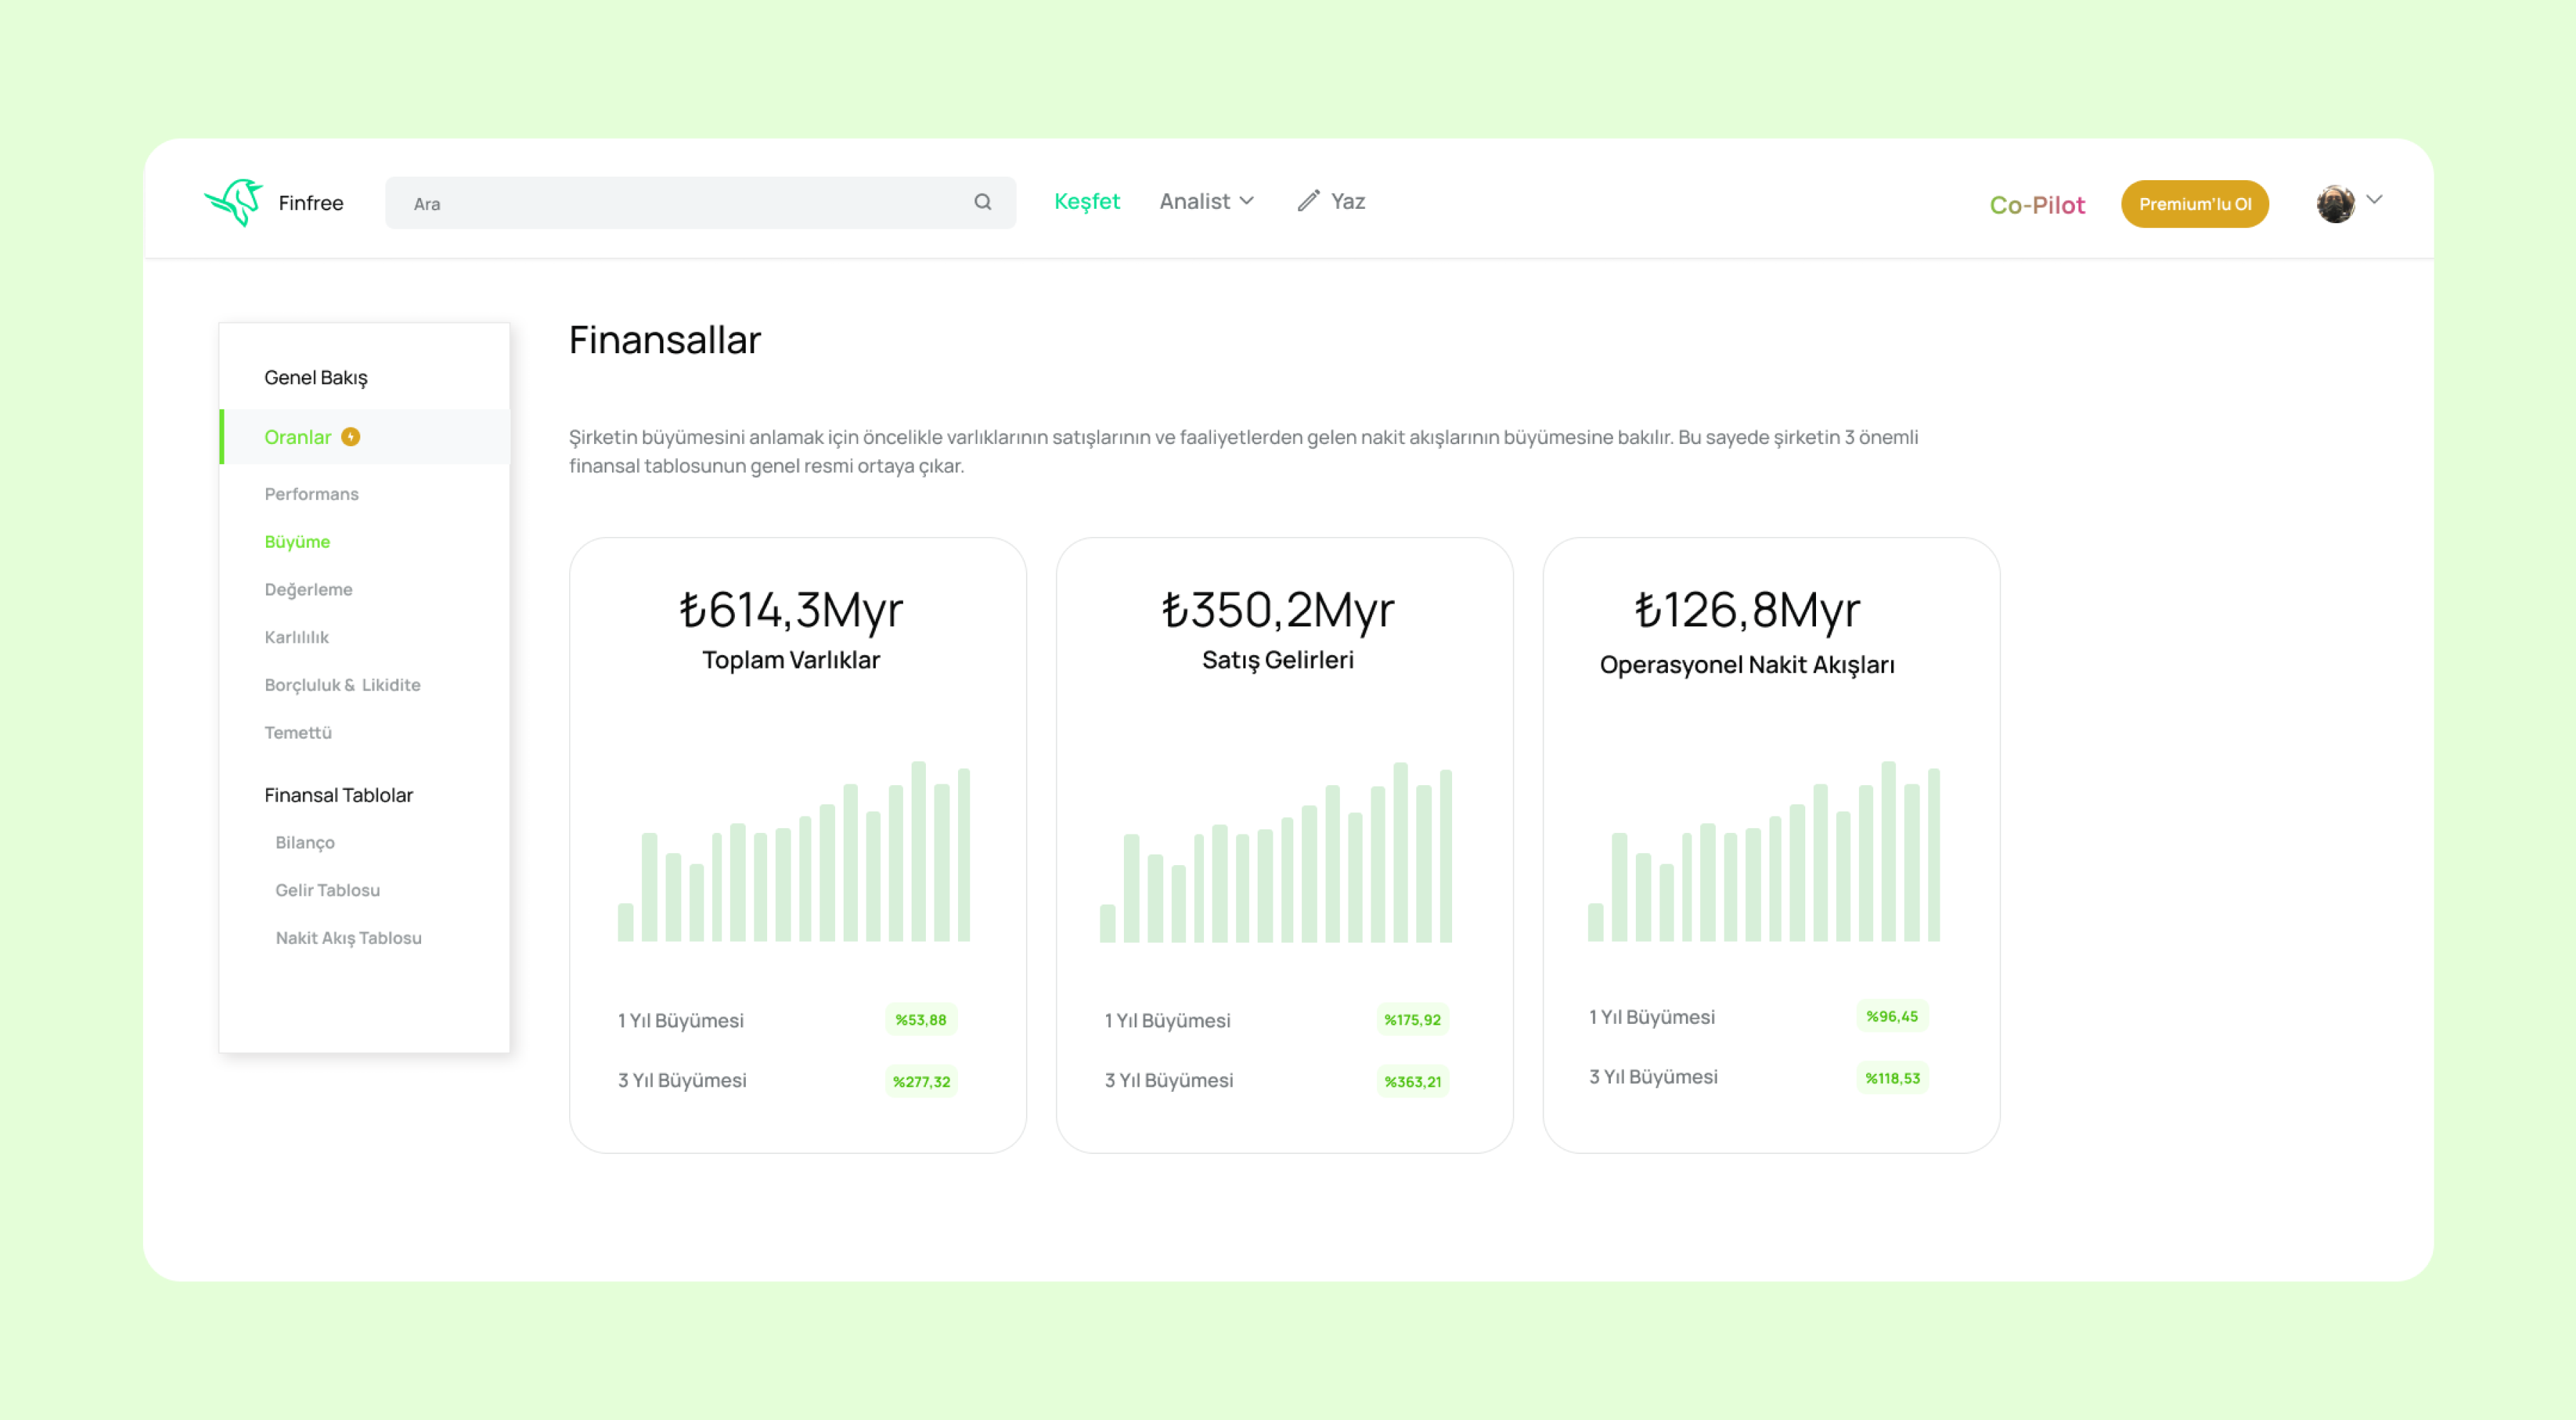 Finfree
Ara
Keşfet
Analist
Yaz
Co-Pilot
Premium'lu Ol
Genel Bakış
Oranlar
Performans
Büyüme
Değerleme
Karlılılık
Borçluluk & Likidite
Temettü
Finansal Tablolar
Bilanço
Gelir Tablosu
Nakit Akış Tablosu
Finansallar
Şirketin büyümesini anlamak için öncelikle varlıklarının satışlarının ve faaliyetlerden gelen nakit akışlarının büyümesine bakılır. Bu sayede şirketin 3 önemli
finansal tablosunun genel resmi ortaya çıkar.
₺614,3Myr
Toplam Varlıklar
1 Yıl Büyümesi %53,88
3 Yıl Büyümesi %277,32
₺350,2Myr
Satış Gelirleri
1 Yıl Büyümesi %175,92
3 Yıl Büyümesi %363,21
₺126,8Myr
Operasyonel Nakit Akışları
1 Yıl Büyümesi %96,45
3 Yıl Büyümesi %118,53